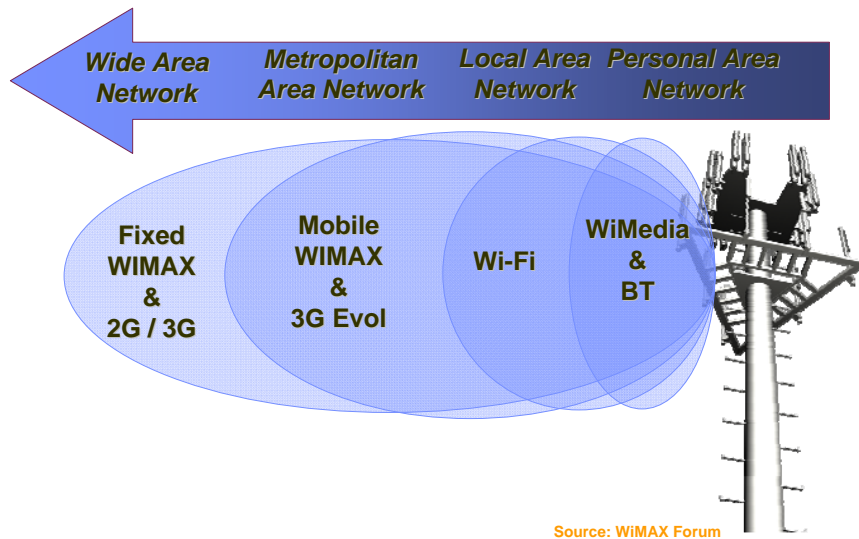 Wide Area
Network
Metropolitan
Area Network
Local Area
Network
Personal Area
Network
Fixed
WIMAX
&
2G / 3G
Mobile
WIMAX
&
3G Evol
Wi-Fi
WiMedia
&
BT
Source: WiMAX Forum